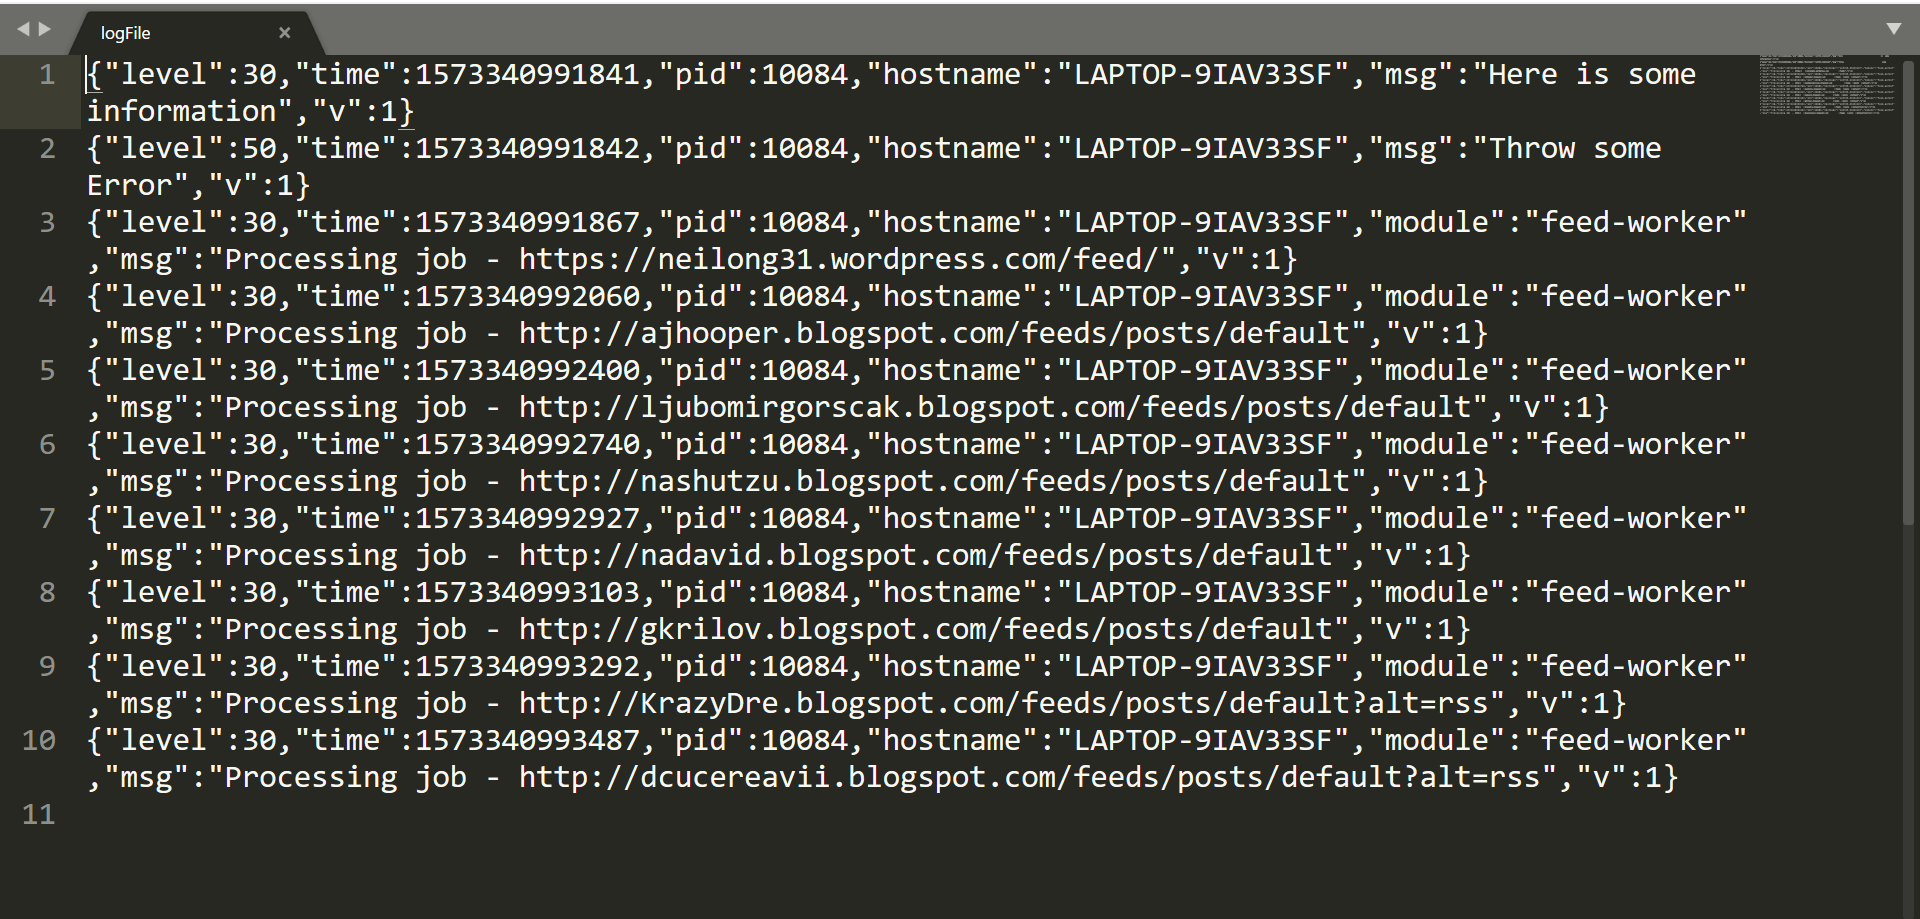 logFile
1 {"level":30,"time":1573340991841,"pid":10084,"hostname":"LAPTOP-9IAV33SF","msg":"Here is some
information","v":1}
2 {"level":50,"time":1573340991842,"pid":10084,"hostname":"LAPTOP-9IAV33SF","msg":"Throw some
Error","v":1}
3 {"level":30,"time":1573340991867,"pid":10084,"hostname":"LAPTOP-9IAV33SF","module":"feed-worker"
,"msg":"Processing job - https://neilong31.wordpress.com/feed/","v":1}
4 {"level":30,"time":1573340992060,"pid":10084,"hostname":"LAPTOP-9IAV33SF","module":"feed-worker"
,"msg":"Processing job - http://ajhooper.blogspot.com/feeds/posts/default","v":1}
5 {"level":30,"time":1573340992400,"pid":10084,"hostname":"LAPTOP-9IAV33SF","module":"feed-worker"
,"msg":"Processing job - http://ljubomirgorscak.blogspot.com/feeds/posts/default","v":1}
6 {"level":30,"time":1573340992740,"pid":10084,"hostname":"LAPTOP-9IAV33SF","module":"feed-worker"
,"msg":"Processing job - http://nashutzu.blogspot.com/feeds/posts/default","v":1}
7 {"level":30,"time":1573340992927,"pid":10084,"hostname":"LAPTOP-9IAV33SF","module":"feed-worker"
,"msg":"Processing job - http://nadavid.blogspot.com/feeds/posts/default","v":1}
8 {"level":30,"time":1573340993103,"pid":10084,"hostname":"LAPTOP-9IAV33SF","module":"feed-worker"
,"msg":"Processing job - http://gkrilov.blogspot.com/feeds/posts/default","v":1}
9 {"level":30,"time":1573340993292,"pid":10084,"hostname":"LAPTOP-9IAV33SF","module":"feed-worker"
,"msg":"Processing job - http://KrazyDre.blogspot.com/feeds/posts/default?alt=rss","v":1}
10 {"level":30,"time":1573340993487,"pid":10084,"hostname":"LAPTOP-9IAV33SF","module":"feed-worker"
,"msg":"Processing job - http://dcucereavii.blogspot.com/feeds/posts/default?alt=rss","v":1}
11